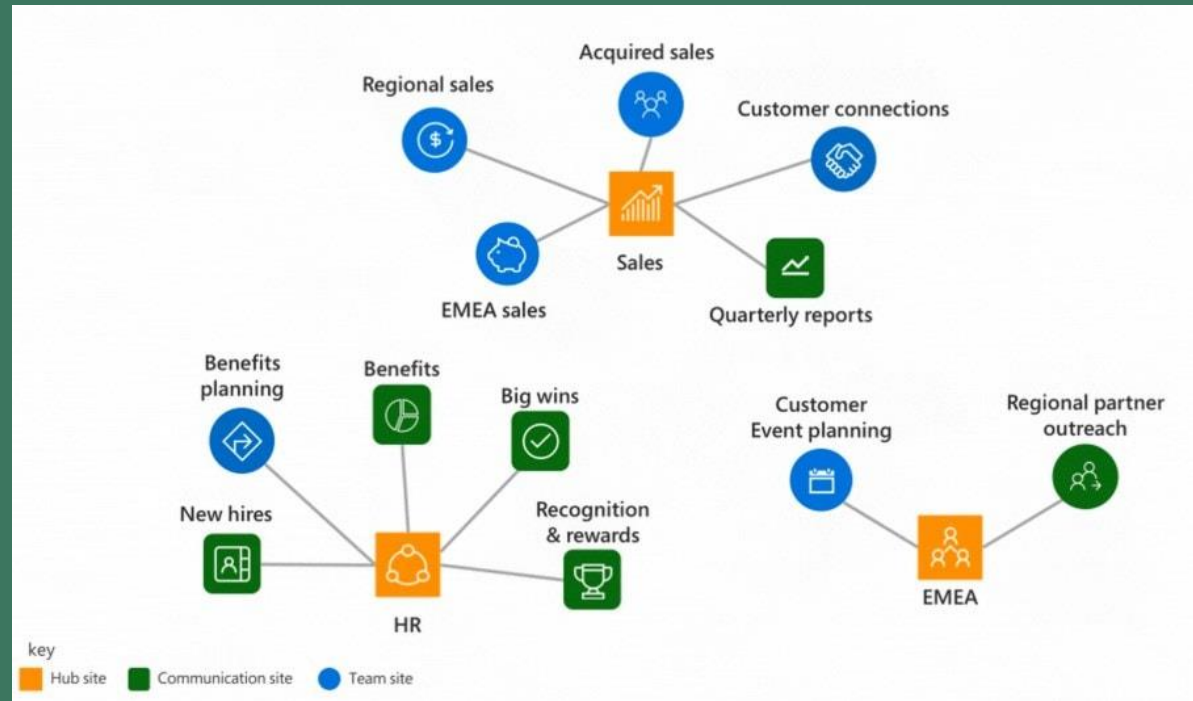 Acquired sales
Regional sales
Customer connections
$
Sales
EMEA sales
Quarterly reports
Benefits
planning
Benefits
Big wins
New hires
Recognition
& rewards
HR
Customer
Event planning
Regional partner
outreach
EMEA
key
Hub site
Communication site
Team site